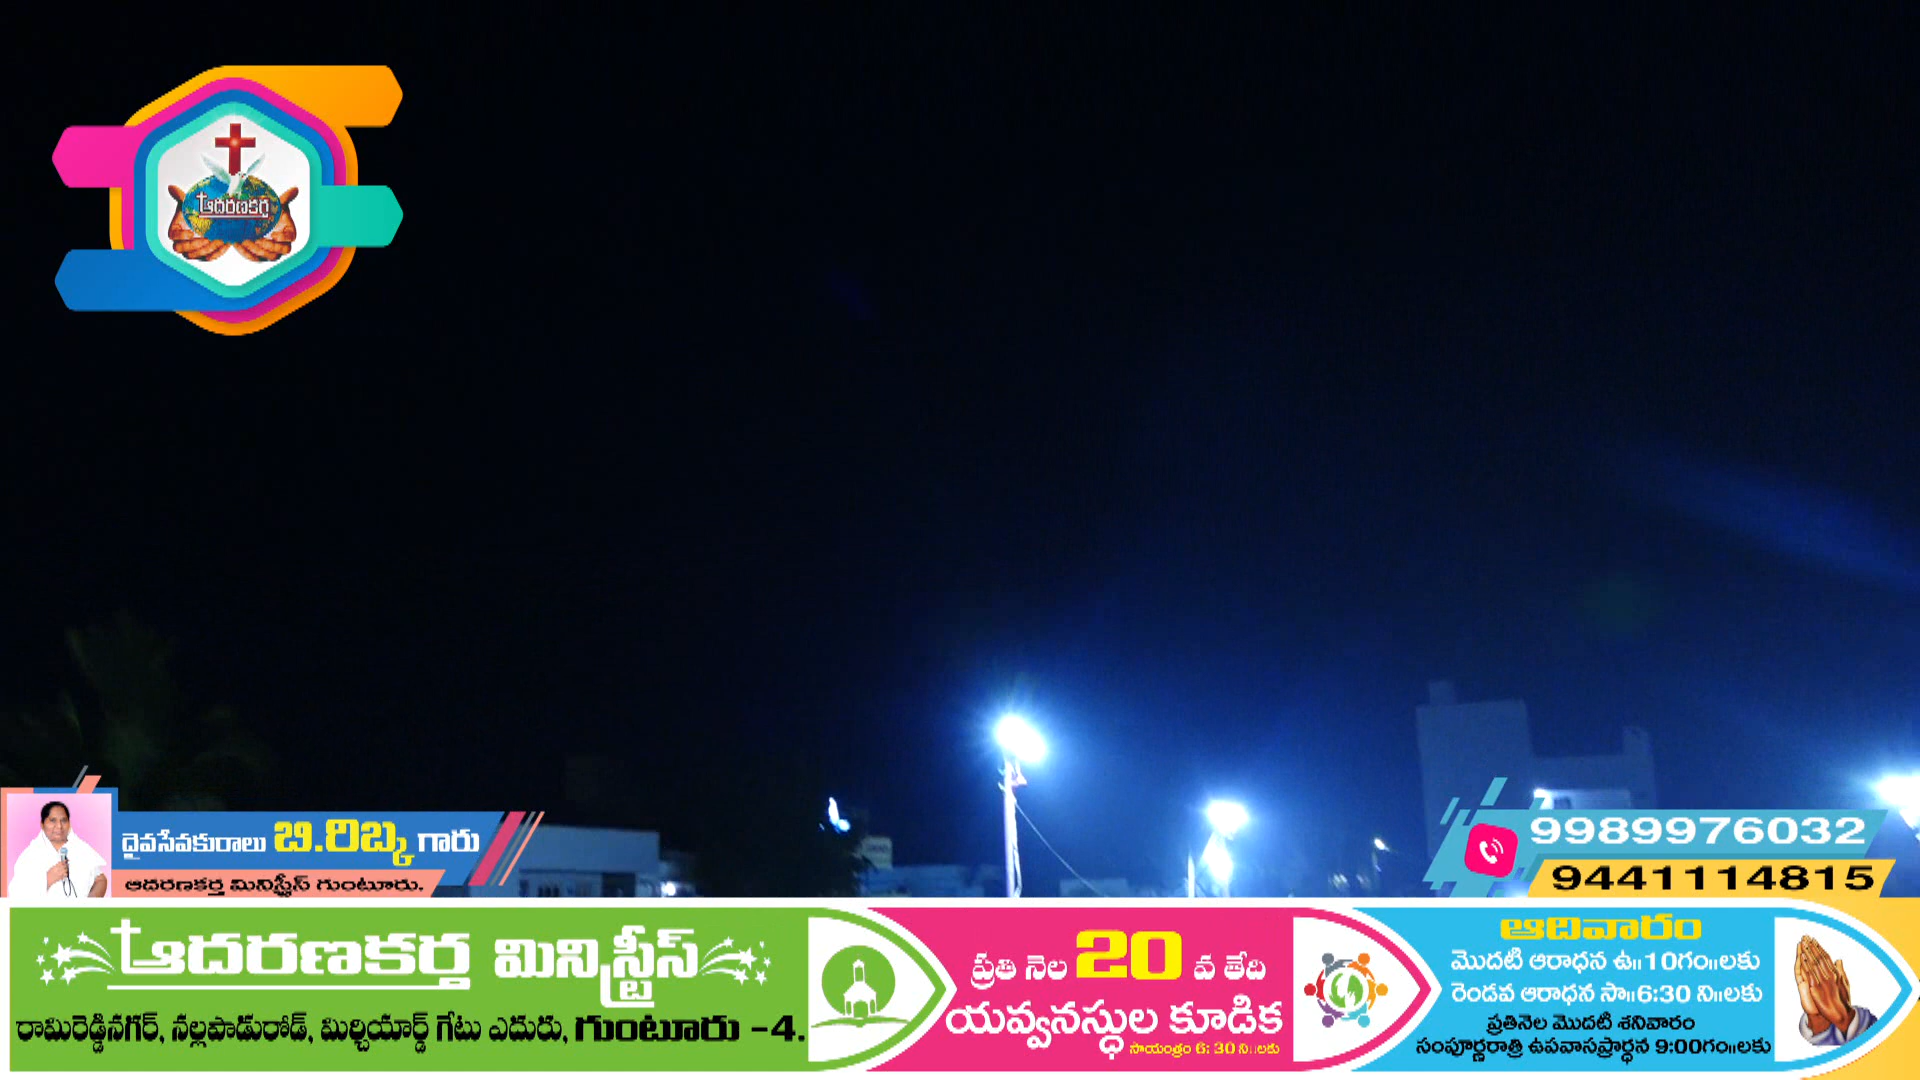 ఆదరణకర్త
దైవసేవకురాలు బి.రిబ్క గారు
ఆదరణకర్త మినిస్ట్రీస్ గుంటూరు.
9989976032
9441114815
ఆదరణకర్త మినిస్ట్రీస్
రామిరెడ్డినగర్, నల్లపాడురోడ్, మిర్చియార్డ్ గేటు ఎదురు, గుంటూరు -4.
ప్రతి నెల 20 వ తేది
యవ్వనస్థుల కూడిక
సాయంత్రం 6: 30 ని॥లకు
ఆదివారం
మొదటి ఆరాధన ఉ॥10గం॥లకు
రెండవ ఆరాధన సా॥6:30 ని॥లకు
ప్రతినెల మొదటి శనివారం
సంపూర్ణరాత్రి ఉపవాసప్రార్ధన 9:00గం॥లకు